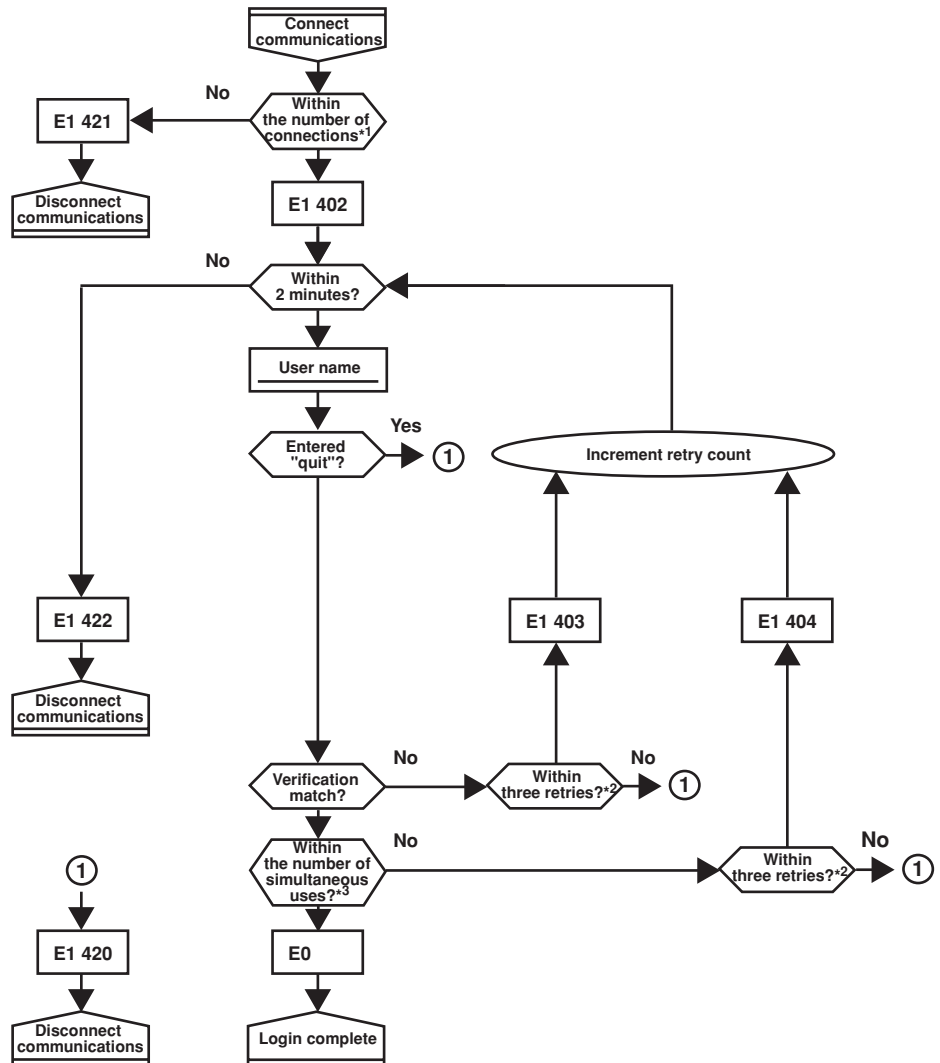 Connect
communications
No
Within
the number of
connections*1
E1 421
Disconnect
communications
E1 402
No
Within
2 minutes?
User name
Yes
Entered
"quit"?
1
Increment retry count
E1 422
Disconnect
communications
E1 403
E1 404
Verification
match?
No
Within
three retries?*2
No
1
Within
the number of
simultaneous
uses?*3
No
Within
three retries?*2
No
1
1
E1 420
Disconnect
communications
E0
Login complete